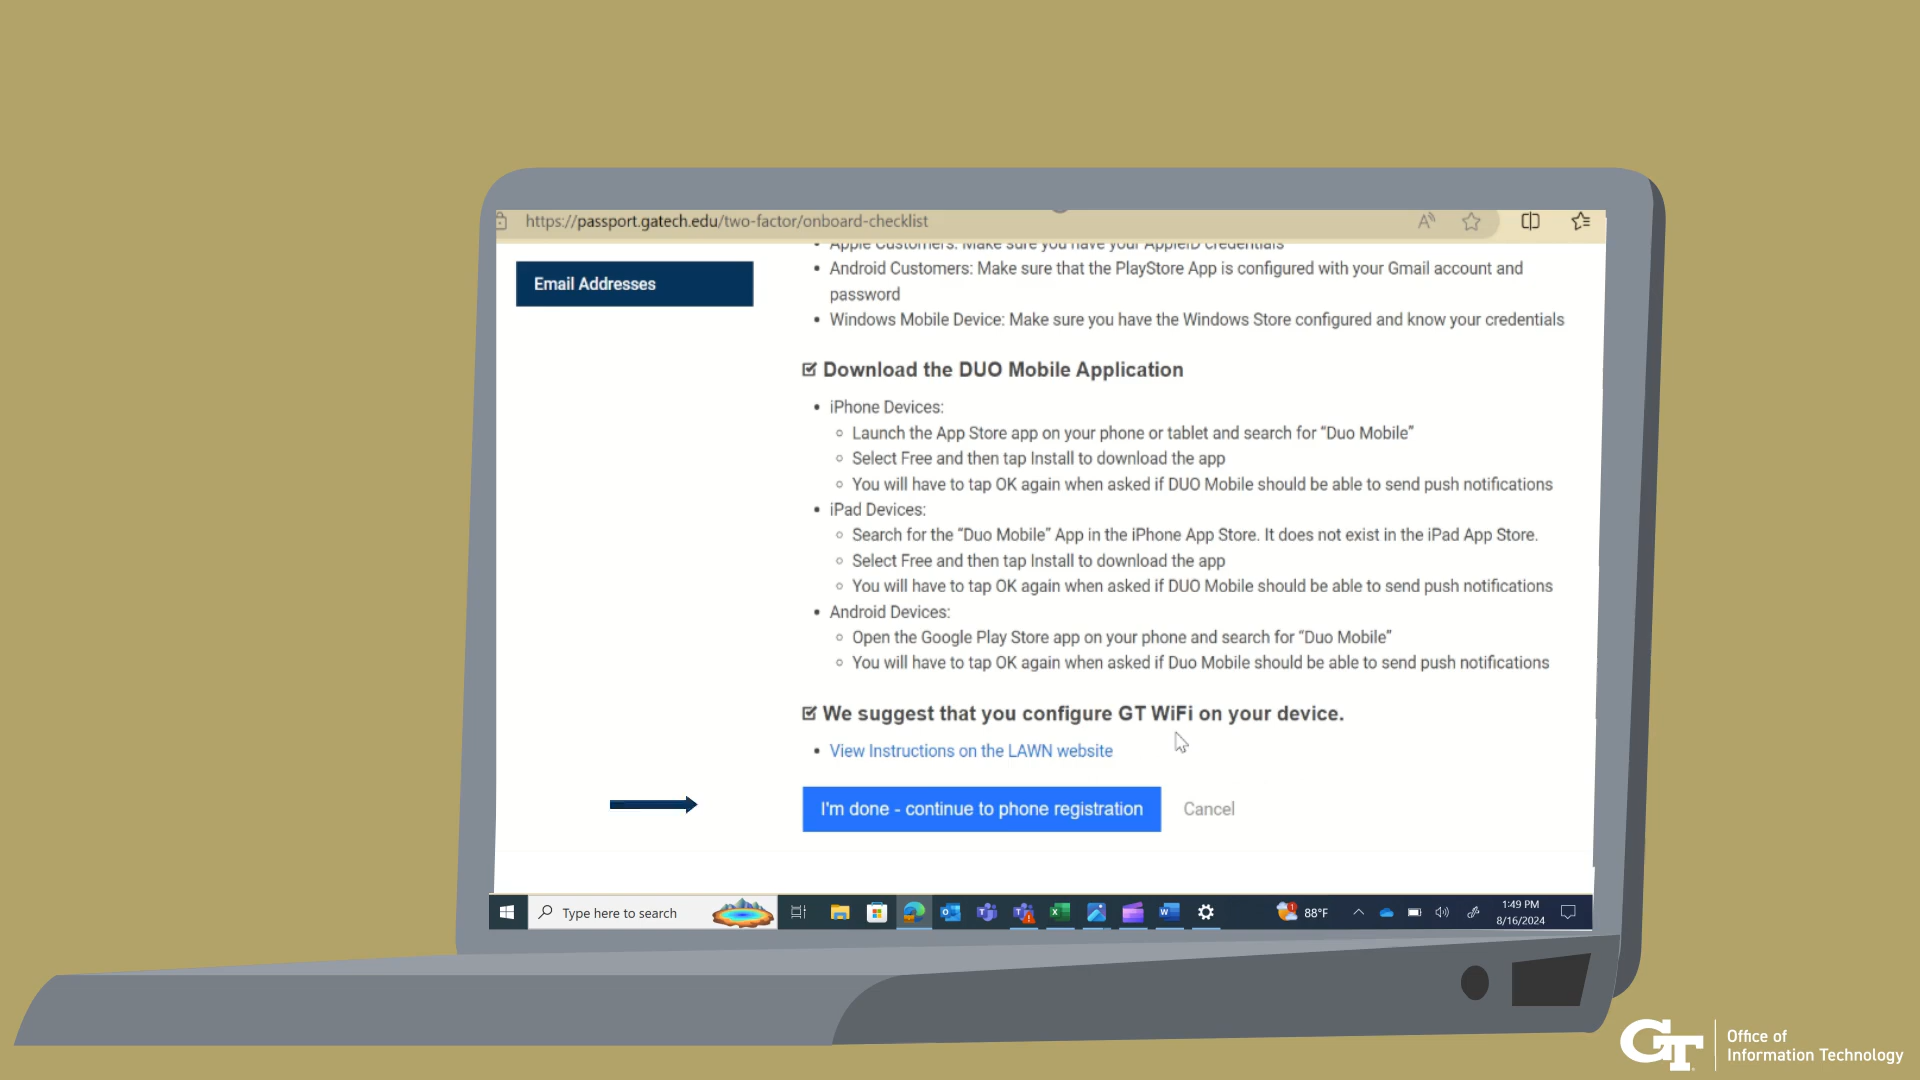 https://passport.gatech.edu/two-factor/onboard-checklist
Apple Customers: Make sure you have your AppleID credentials
Email Addresses
Android Customers: Make sure that the PlayStore App is configured with your Gmail account and
password
Windows Mobile Device: Make sure you have the Windows Store configured and know your credentials
Download the DUO Mobile Application
iPhone Devices:
Launch the App Store app on your phone or tablet and search for “Duo Mobile”
Select Free and then tap Install to download the app
You will have to tap OK again when asked if DUO Mobile should be able to send push notifications
iPad Devices:
Search for the “Duo Mobile” App in the iPhone App Store. It does not exist in the iPad App Store.
Select Free and then tap Install to download the app
You will have to tap OK again when asked if DUO Mobile should be able to send push notifications
Android Devices:
Open the Google Play Store app on your phone and search for “Duo Mobile”
You will have to tap OK again when asked if Duo Mobile should be able to send push notifications
We suggest that you configure GT WiFi on your device.
View Instructions on the LAWN website
I'm done - continue to phone registration
Cancel
Type here to search
88°F
1:49 PM
8/16/2024
GT
Office of
Information Technology